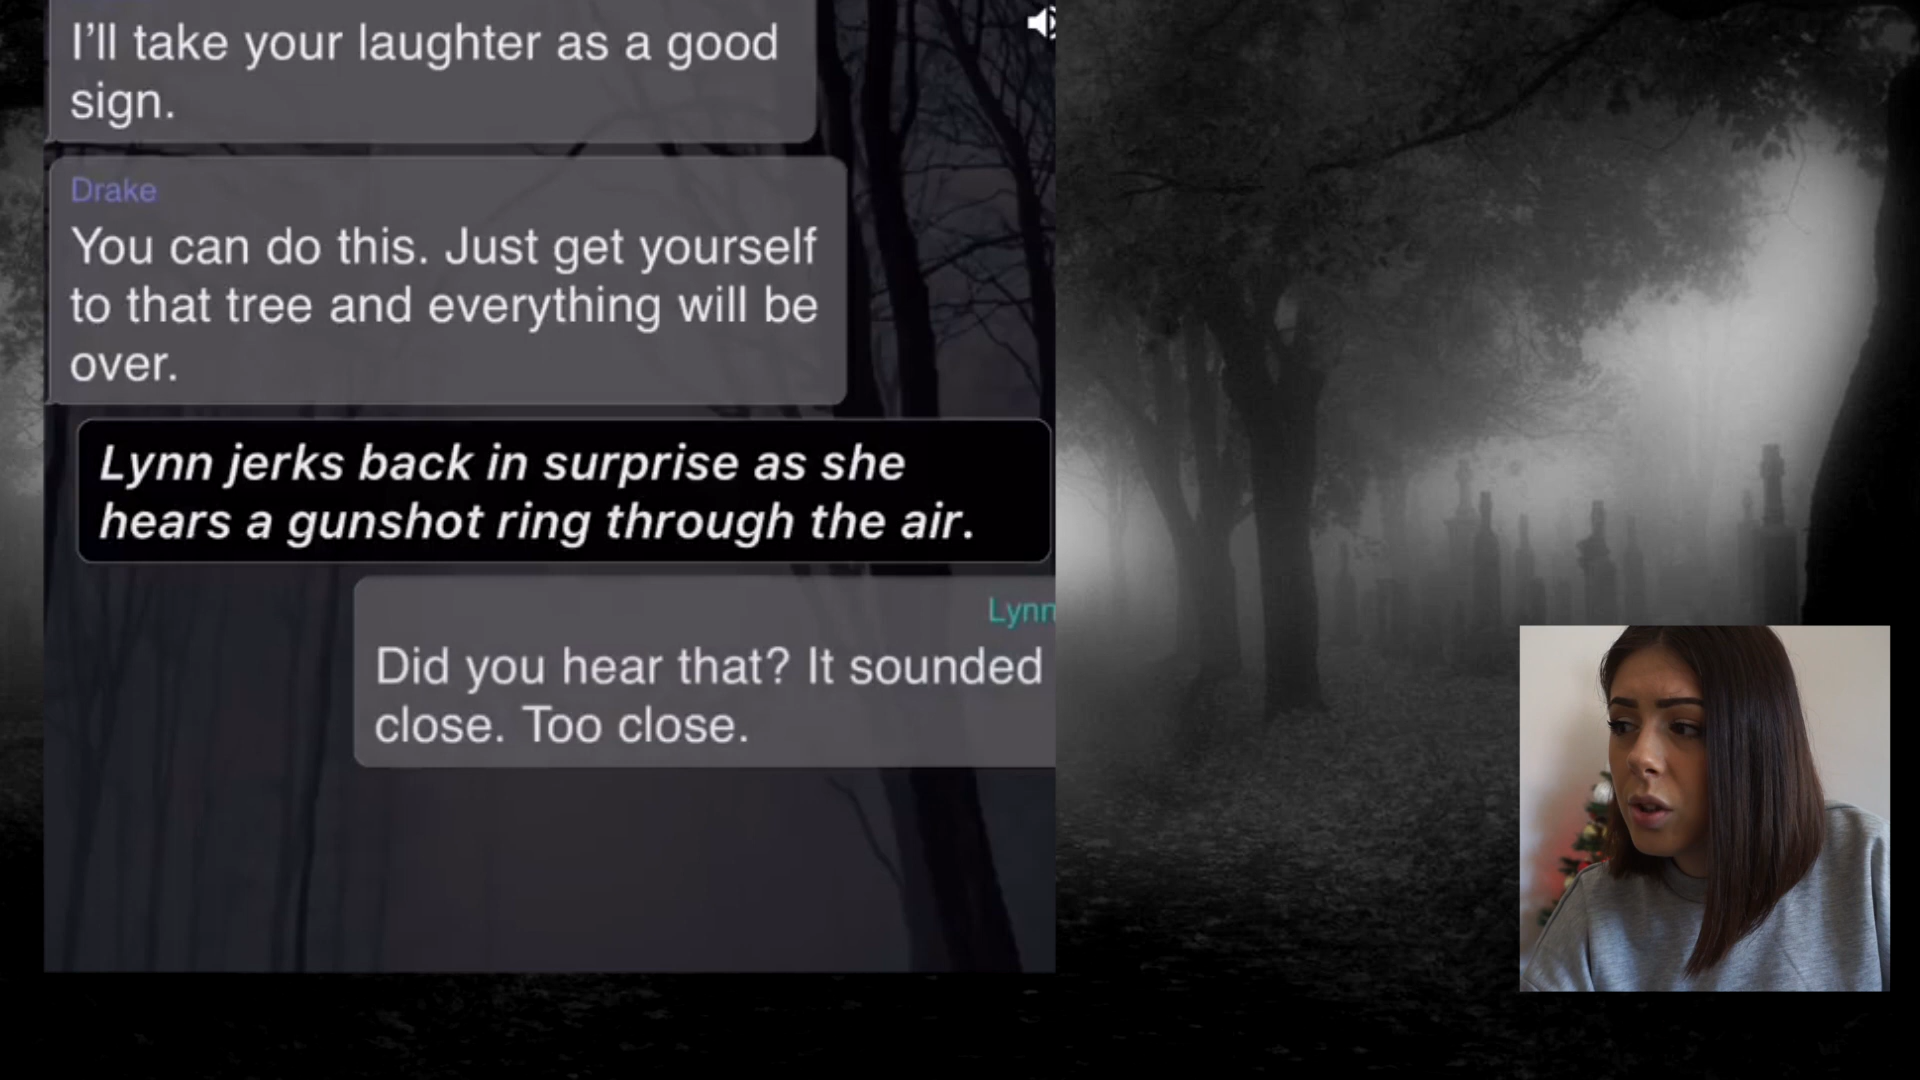 I'll take your laughter as a good
sign.
Drake
You can do this. Just get yourself
to that tree and everything will be
over.
Lynn jerks back in surprise as she
hears a gunshot ring through the air.
Lynn
Did you hear that? It sounded
close. Too close.